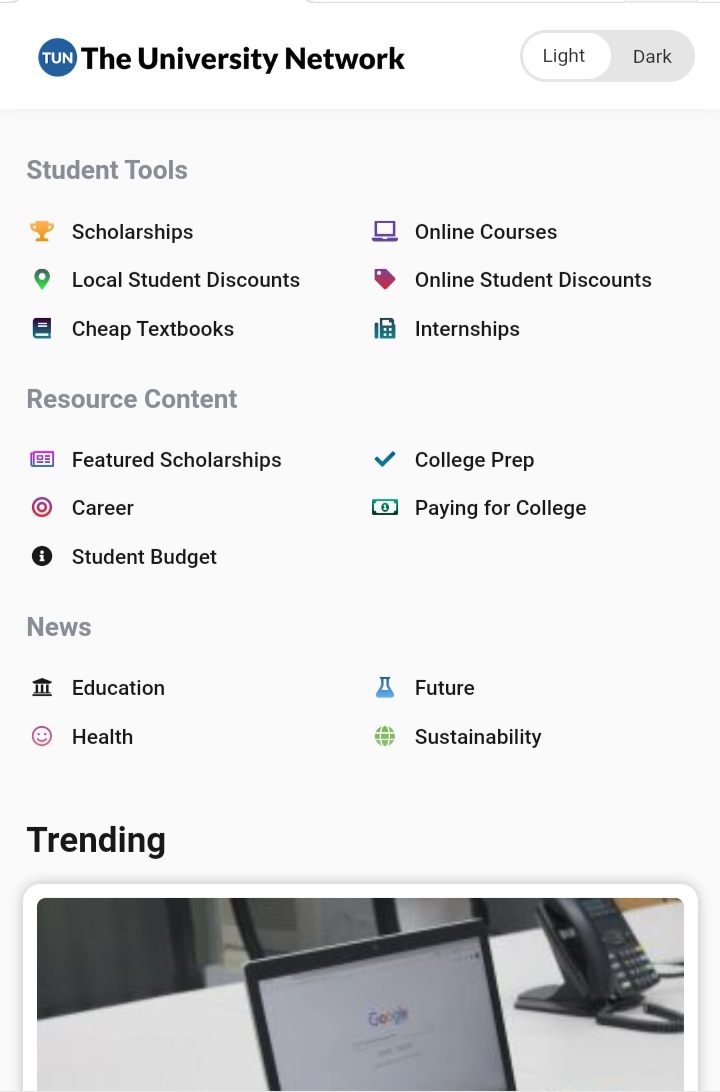 TUN The University Network
Light Dark
Student Tools
Scholarships
Online Courses
Local Student Discounts
Online Student Discounts
Cheap Textbooks
Internships
Resource Content
Featured Scholarships
College Prep
Career
Paying for College
Student Budget
News
Education
Future
Health
Sustainability
Trending
Google